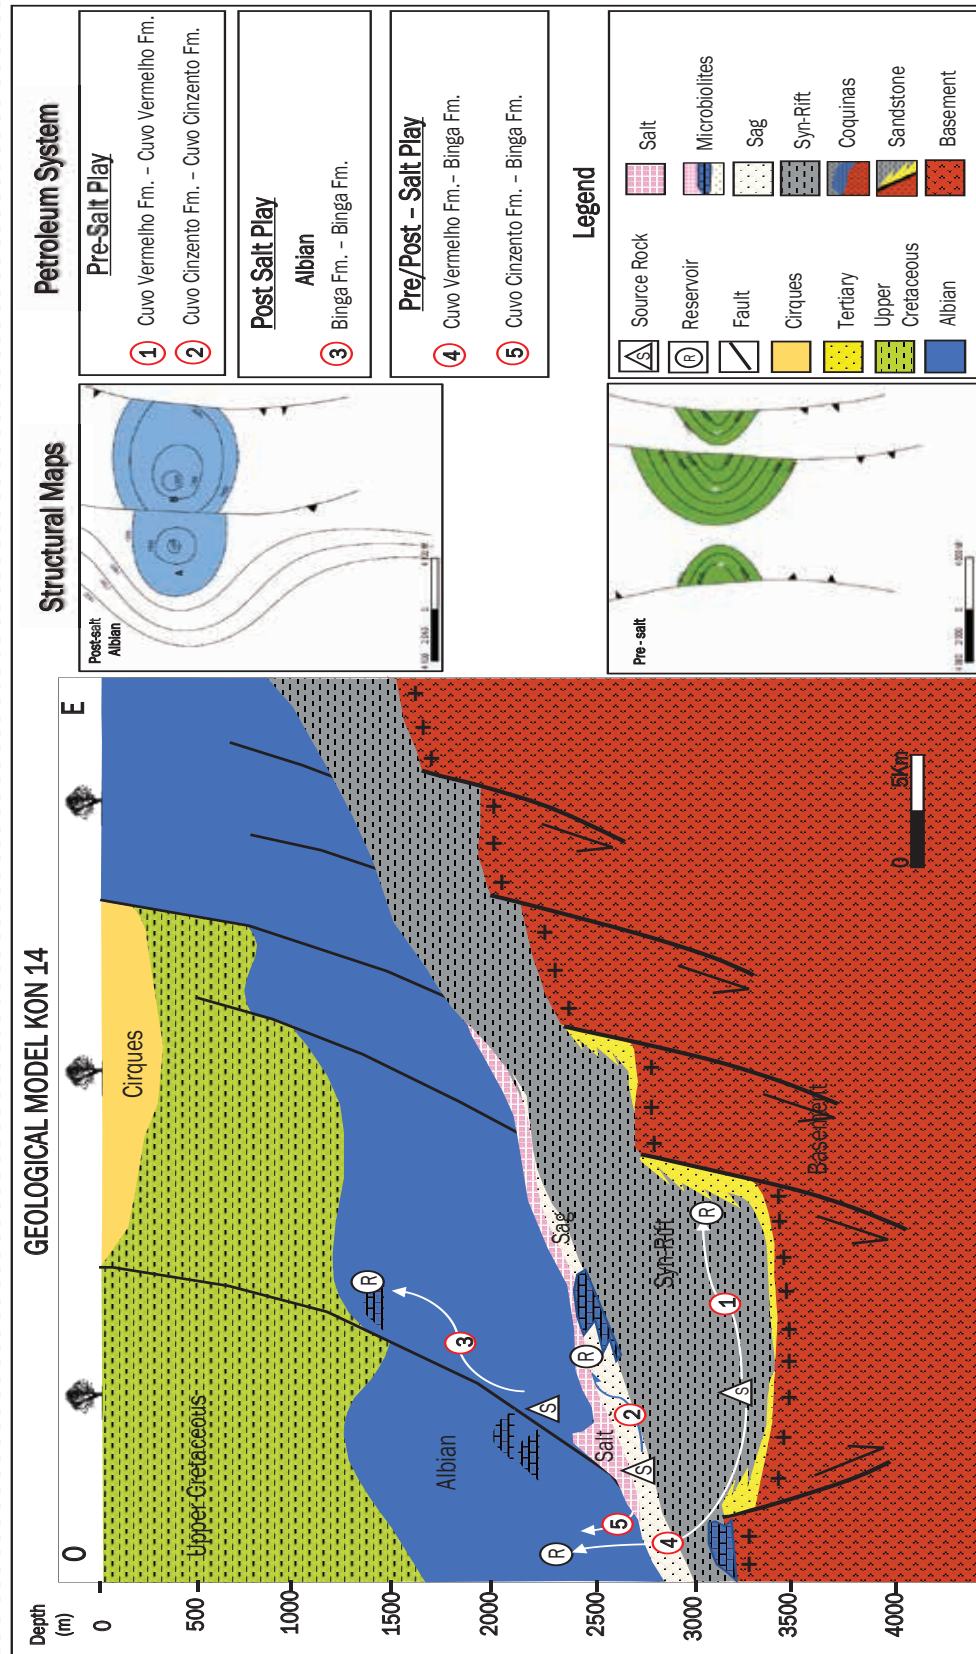 GEOLOGICAL MODEL KON 14
Depth
(m)
0
500
1000
1500
2000
2500
3000
3500
4000
O
E
Cirques
Upper Cretaceous
Albian
Salt
Sag
Syn-Rift
Basement
R
R
R
R
S
S
S
1
2
3
4
5
0
5Km
Structural Maps
Post-salt
Albian
A
B
Pre - salt
Petroleum System
Pre-Salt Play
1 Cuvo Vermelho Fm. – Cuvo Vermelho Fm.
2 Cuvo Cinzento Fm. – Cuvo Cinzento Fm.
Post Salt Play
Albian
3 Binga Fm. – Binga Fm.
Pre/Post – Salt Play
4 Cuvo Vermelho Fm.– Binga Fm.
5 Cuvo Cinzento Fm. – Binga Fm.
Legend
S Source Rock
R Reservoir
Fault
Cirques
Tertiary
Upper
Cretaceous
Albian
Salt
Microbiolites
Sag
Syn-Rift
Coquinas
Sandstone
Basement